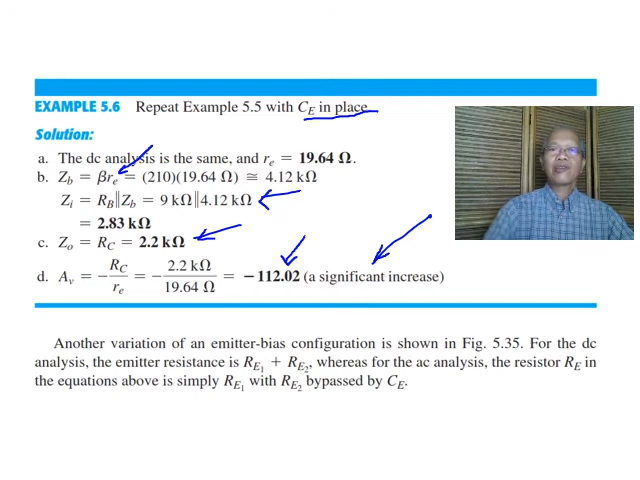 EXAMPLE 5.6 Repeat Example 5.5 with C_E in place
Solution:
a. The dc analysis is the same, and r_e = 19.64 Ω.
b. Z_b = βr_e = (210)(19.64 Ω) ≅ 4.12 kΩ
Z_i = R_B∥Z_b = 9 kΩ∥4.12 kΩ
= 2.83 kΩ
c. Z_o = R_C = 2.2 kΩ
d. A_v = −R_C/r_e = −2.2 kΩ/19.64 Ω = −112.02 (a significant increase)
Another variation of an emitter-bias configuration is shown in Fig. 5.35. For the dc
analysis, the emitter resistance is R_E1 + R_E2, whereas for the ac analysis, the resistor R_E in
the equations above is simply R_E1 with R_E2 bypassed by C_E.